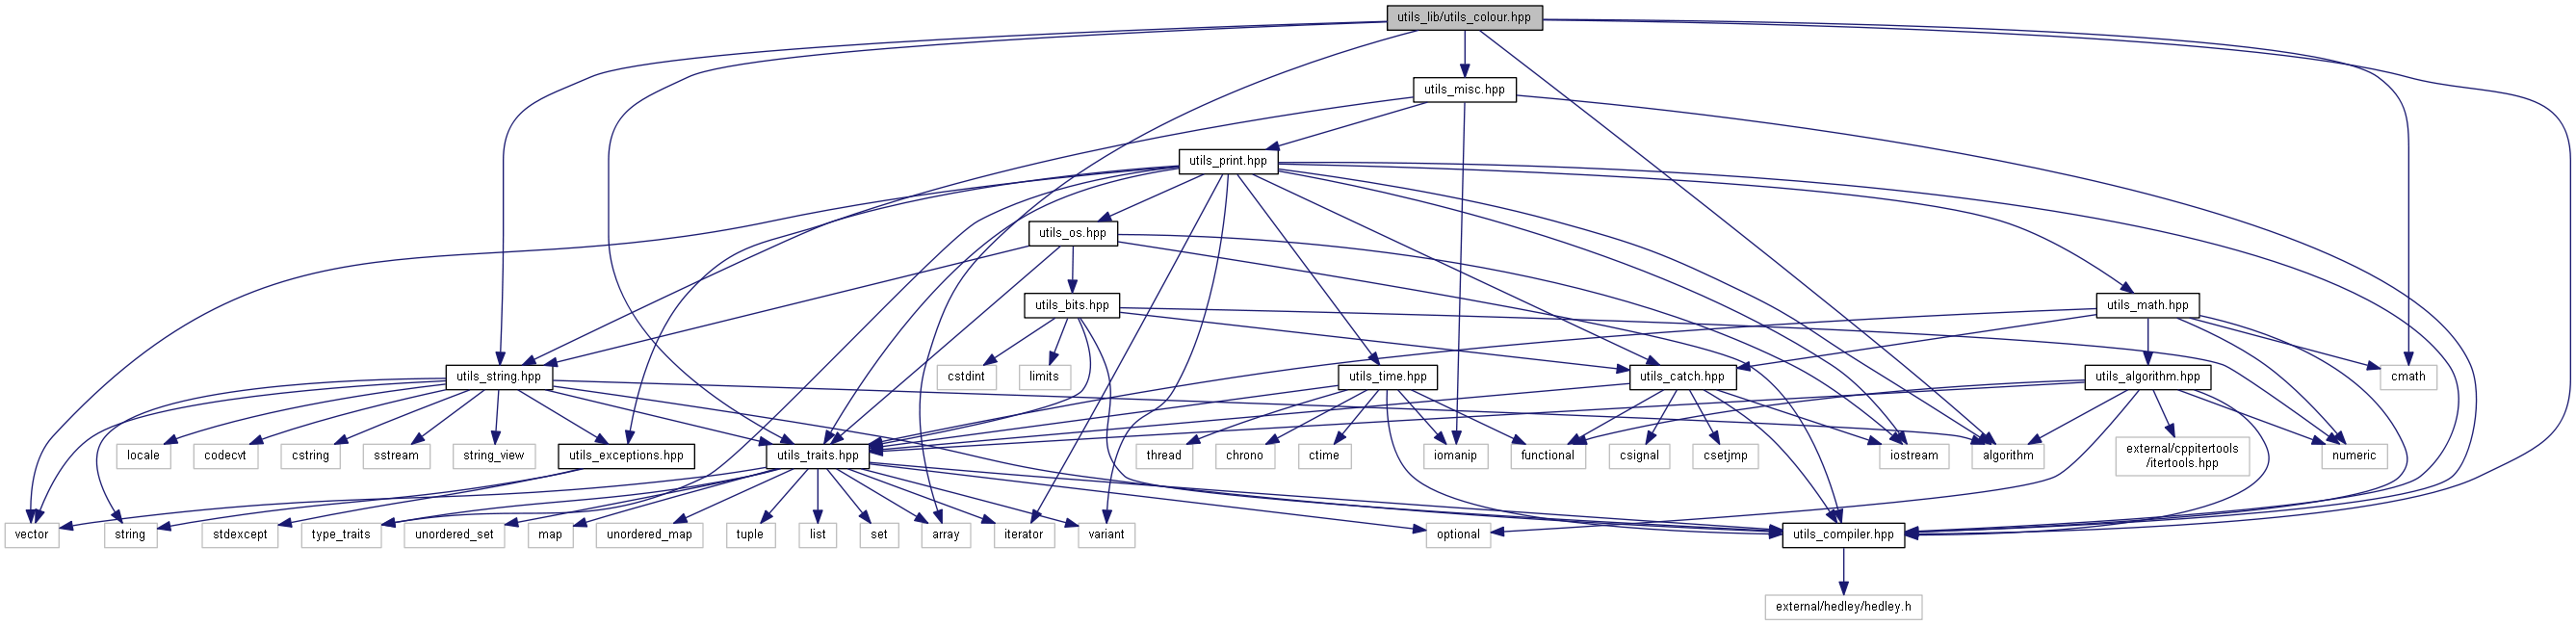 utils_lib/utils_colour.hpp
utils_misc.hpp
utils_print.hpp
utils_os.hpp
utils_bits.hpp
utils_math.hpp
utils_string.hpp
cstdint
limits
utils_time.hpp
utils_catch.hpp
utils_algorithm.hpp
cmath
locale
codecvt
cstring
sstream
string_view
utils_exceptions.hpp
utils_traits.hpp
thread
chrono
ctime
iomanip
functional
csignal
csetjmp
iostream
algorithm
external/cppitertools
/itertools.hpp
numeric
vector
string
stdexcept
type_traits
unordered_set
map
unordered_map
tuple
list
set
array
iterator
variant
optional
utils_compiler.hpp
external/hedley/hedley.h